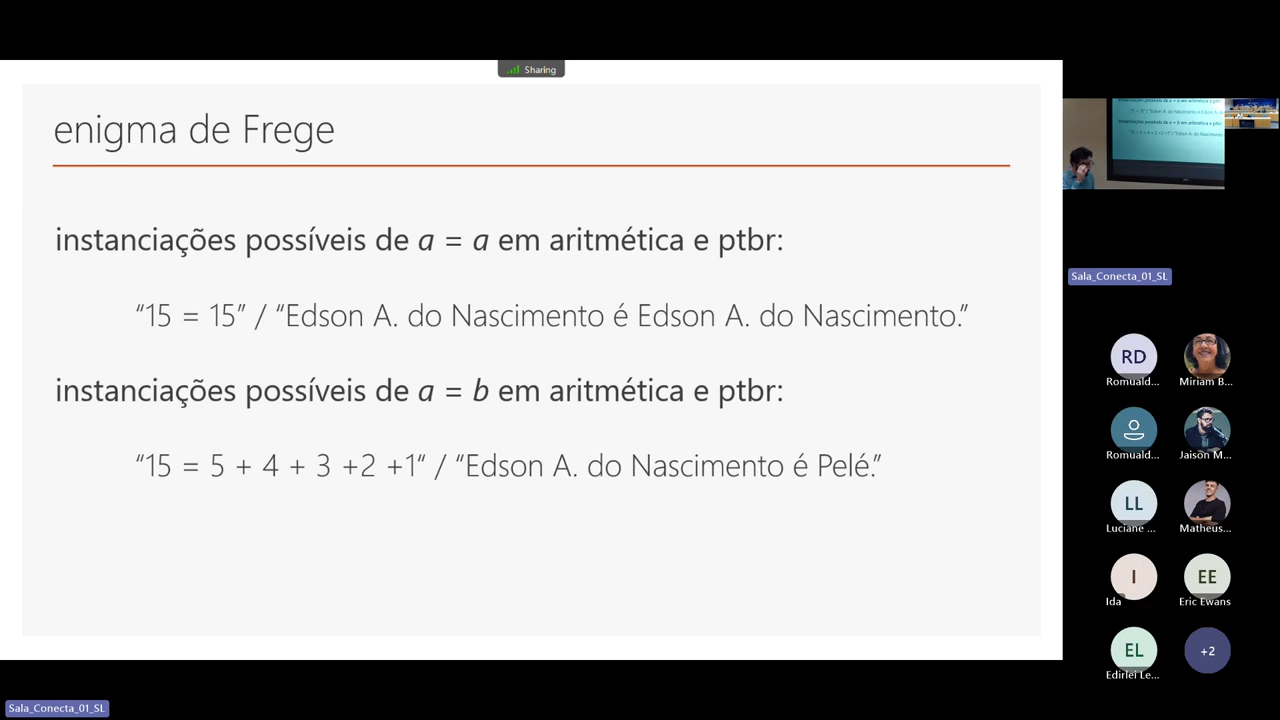 Sharing
enigma de Frege
instanciações possíveis de a = a em aritmética e ptbr:
“15 = 15” / “Edson A. do Nascimento é Edson A. do Nascimento.”
instanciações possíveis de a = b em aritmética e ptbr:
“15 = 5 + 4 + 3 +2 +1” / “Edson A. do Nascimento é Pelé.”
Sala_Conecta_01_SL
RD
Romuald...
Miriam B...
Romuald...
Jaison M...
LL
Luciane ...
Matheus...
I
Ida
EE
Eric Ewans
EL
Edirlei Le...
+2
Sala_Conecta_01_SL